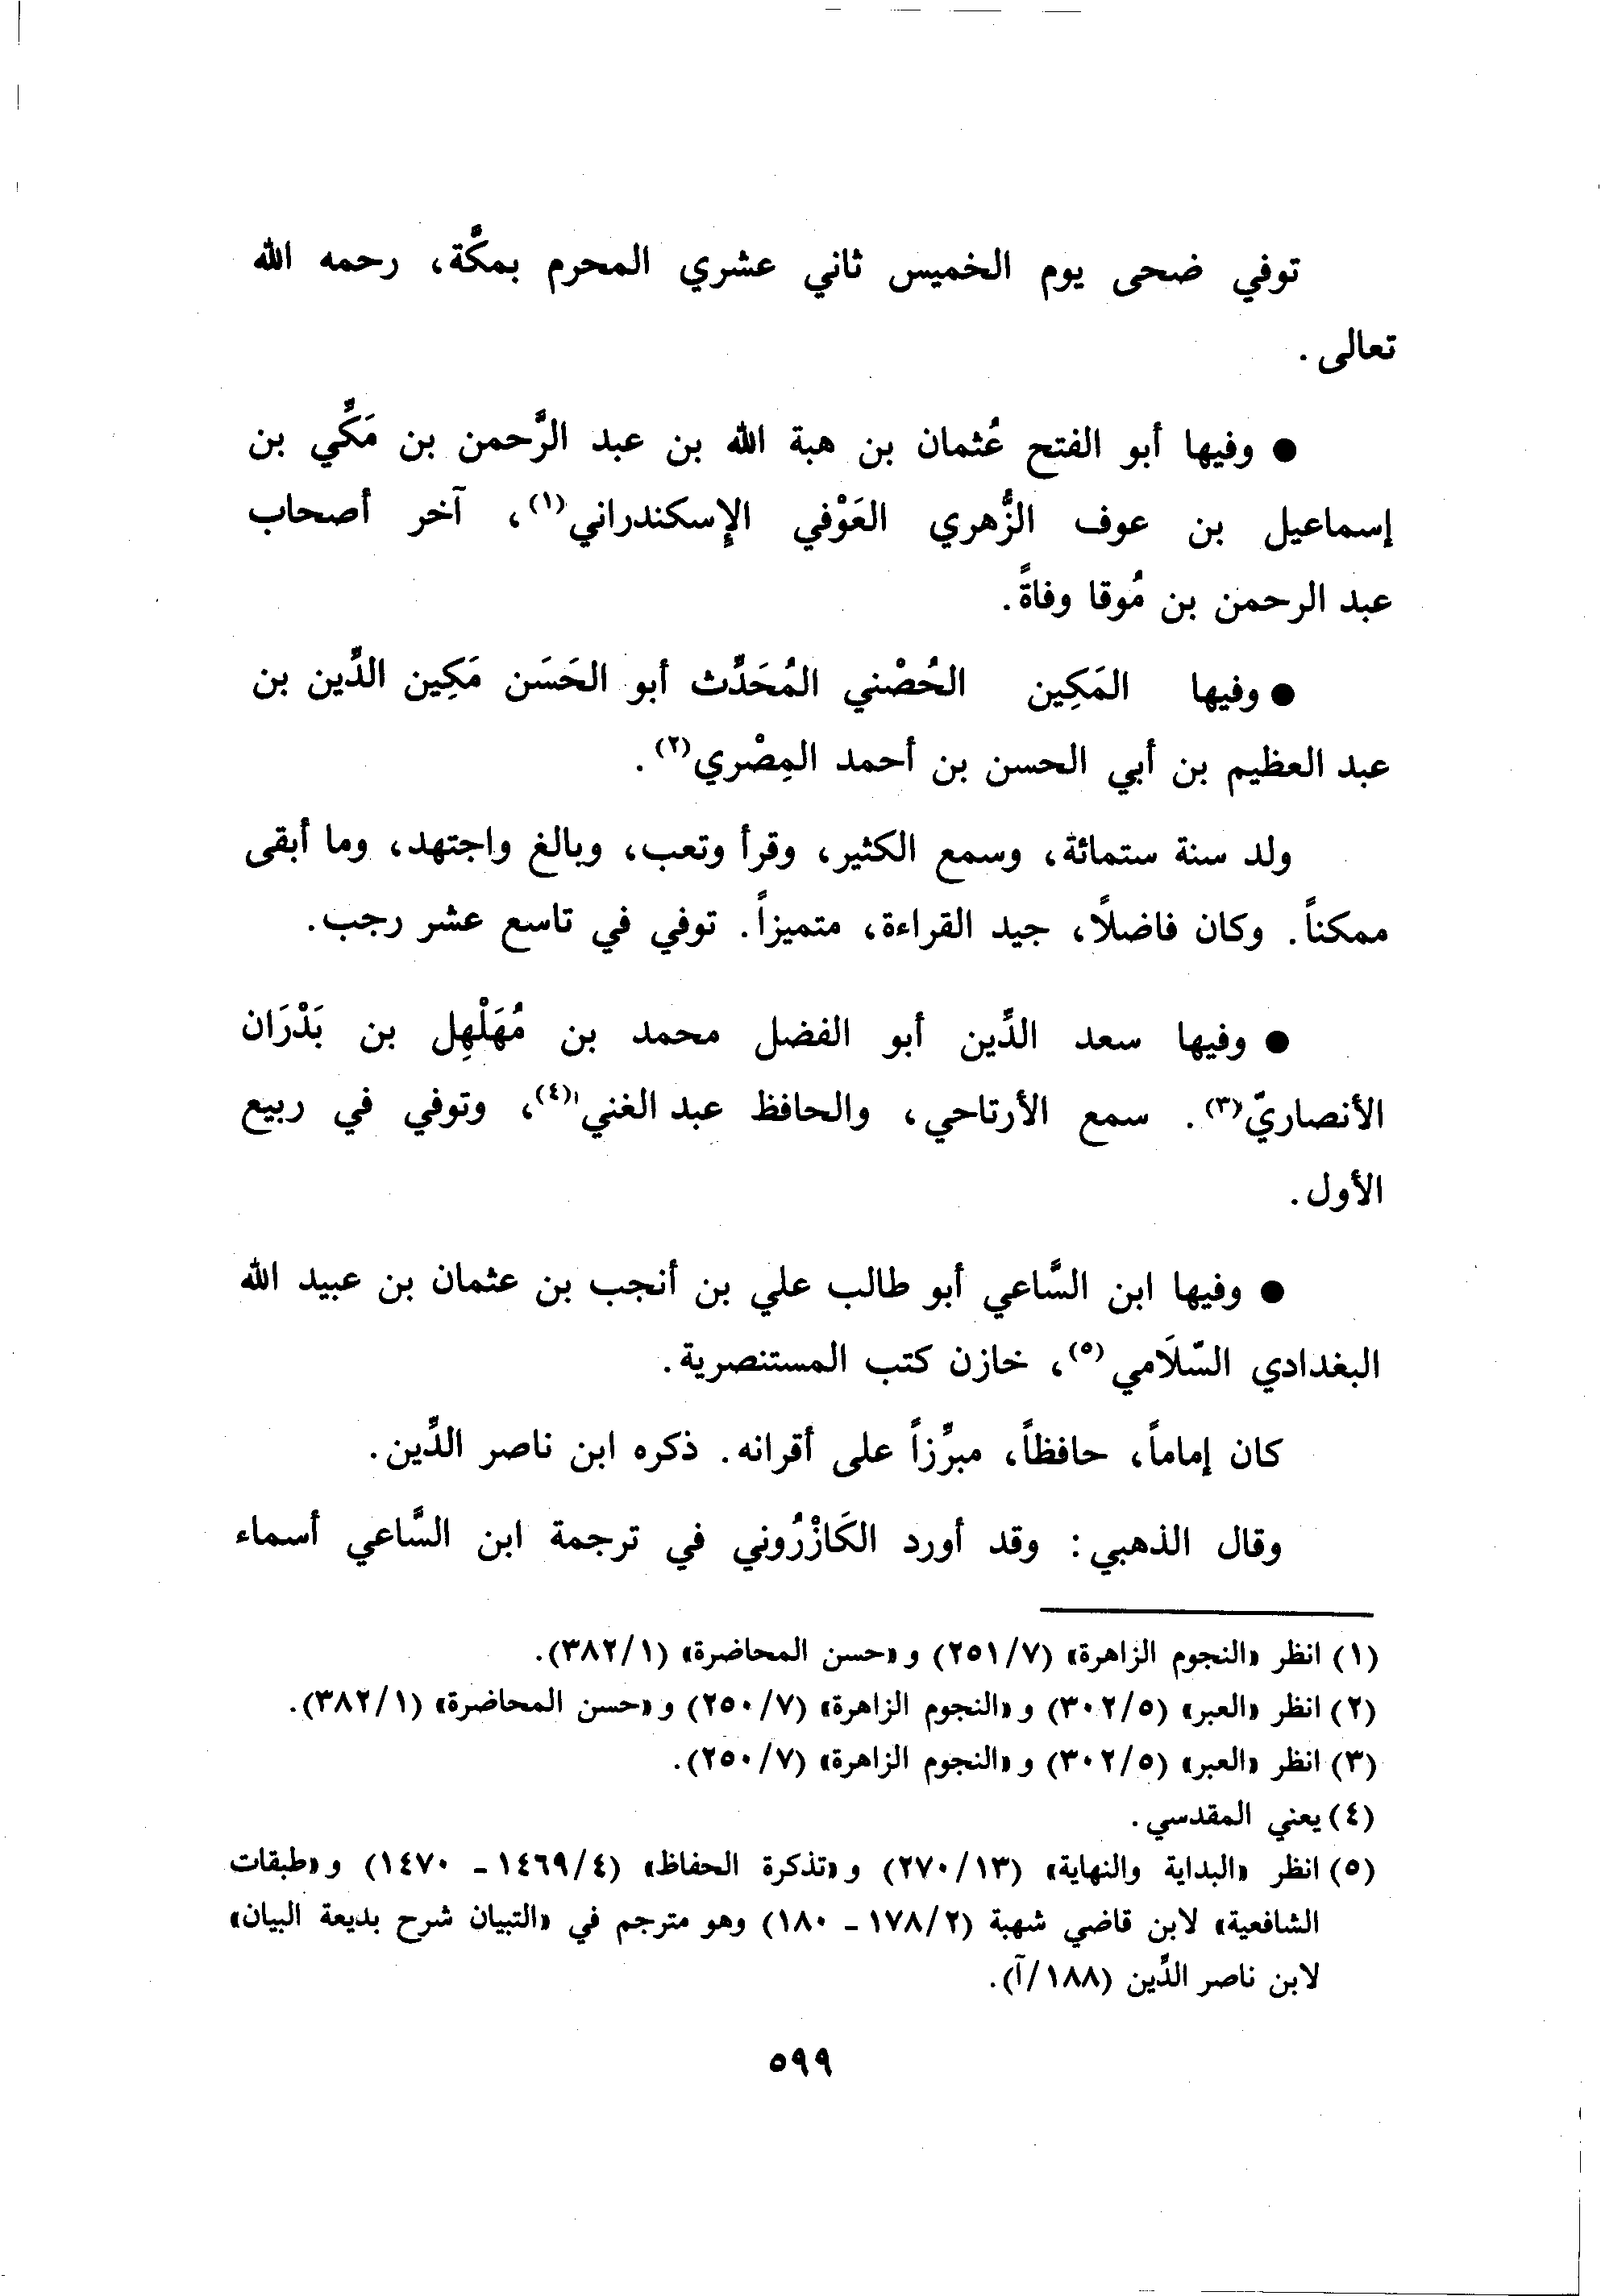 توفي ضحى يوم الخميس ثاني عشري المحرم بمكَّة، رحمه الله
تعالى.
● وفيها أبو الفتح عُثمان بن هبة الله بن عبد الرَّحمن بن مَكِّي بن
إسماعيل بن عوف الزُّهري العَوْفي الإسكندراني(١)، آخر أصحاب
عبد الرحمن بن مُوقا وفاةً.
● وفيها المَكِين الحُصْني المُحَدِّث أبو الحَسَن مَكِين الدِّين بن
عبد العظيم بن أبي الحسن بن أحمد المِصْري(٢).
ولد سنة ستمائة، وسمع الكثير، وقرأ وتعب، وبالغ واجتهد، وما أبقى
ممكناً. وكان فاضلًا، جيد القراءة، متميزاً. توفي في تاسع عشر رجب.
● وفيها سعد الدِّين أبو الفضل محمد بن مُهَلْهِل بن بَدْرَان
الأنصاريّ(٣). سمع الأرتاحي، والحافظ عبد الغني(٤)، وتوفي في ربيع
الأول.
● وفيها ابن السَّاعي أبو طالب علي بن أنجب بن عثمان بن عبيد الله
البغدادي السّلَامي(٥)، خازن كتب المستنصرية.
كان إماماً، حافظاً، مبرِّزاً على أقرانه. ذكره ابن ناصر الدِّين.
وقال الذهبي: وقد أورد الكَازْرُوني في ترجمة ابن السَّاعي أسماء
(١) انظر «النجوم الزاهرة» (٢٥١/٧) و«حسن المحاضرة» (٣٨٢/١).
(٢) انظر «العبر» (٣٠٢/٥) و«النجوم الزاهرة» (٢٥٠/٧) و«حسن المحاضرة» (٣٨٢/١).
(٣) انظر «العبر» (٣٠٢/٥) و«النجوم الزاهرة» (٢٥٠/٧).
(٤) يعني المقدسي.
(٥) انظر «البداية والنهاية» (٢٧٠/١٣) و«تذكرة الحفاظ» (١٤٦٩/٤ ـ ١٤٧٠) و«طبقات
الشافعية» لابن قاضي شهبة (١٧٨/٢ ـ ١٨٠) وهو مترجم في «التبيان شرح بديعة البيان»
لابن ناصر الدِّين (١٨٨/آ).
٥٩٩